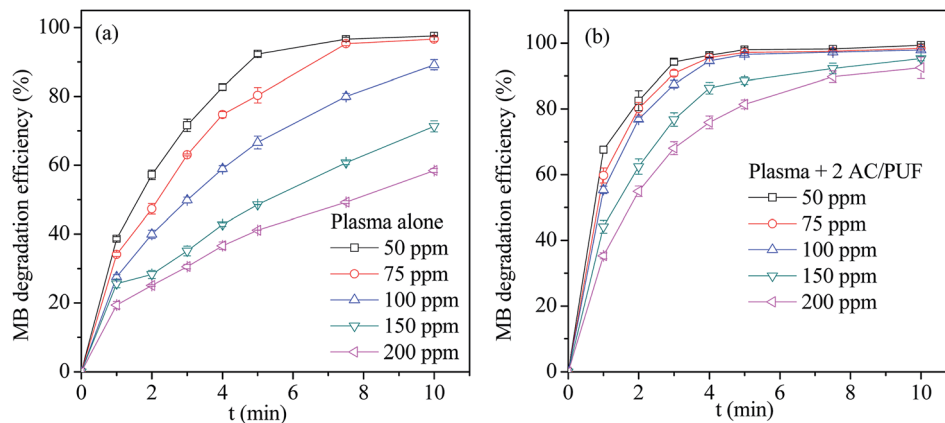 (a)
MB degradation efficiency (%)
100
80
60
40
20
0
Plasma alone
50 ppm
75 ppm
100 ppm
150 ppm
200 ppm
0 2 4 6 8 10
t (min)
(b)
MB degradation efficiency (%)
100
80
60
40
20
0
Plasma + 2 AC/PUF
50 ppm
75 ppm
100 ppm
150 ppm
200 ppm
0 2 4 6 8 10
t (min)